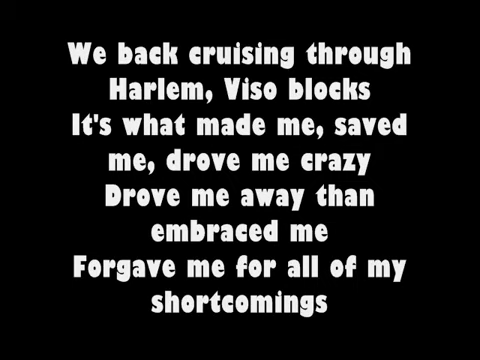 We back cruising through
Harlem, Viso blocks
It's what made me, saved
me, drove me crazy
Drove me away than
embraced me
Forgave me for all of my
shortcomings